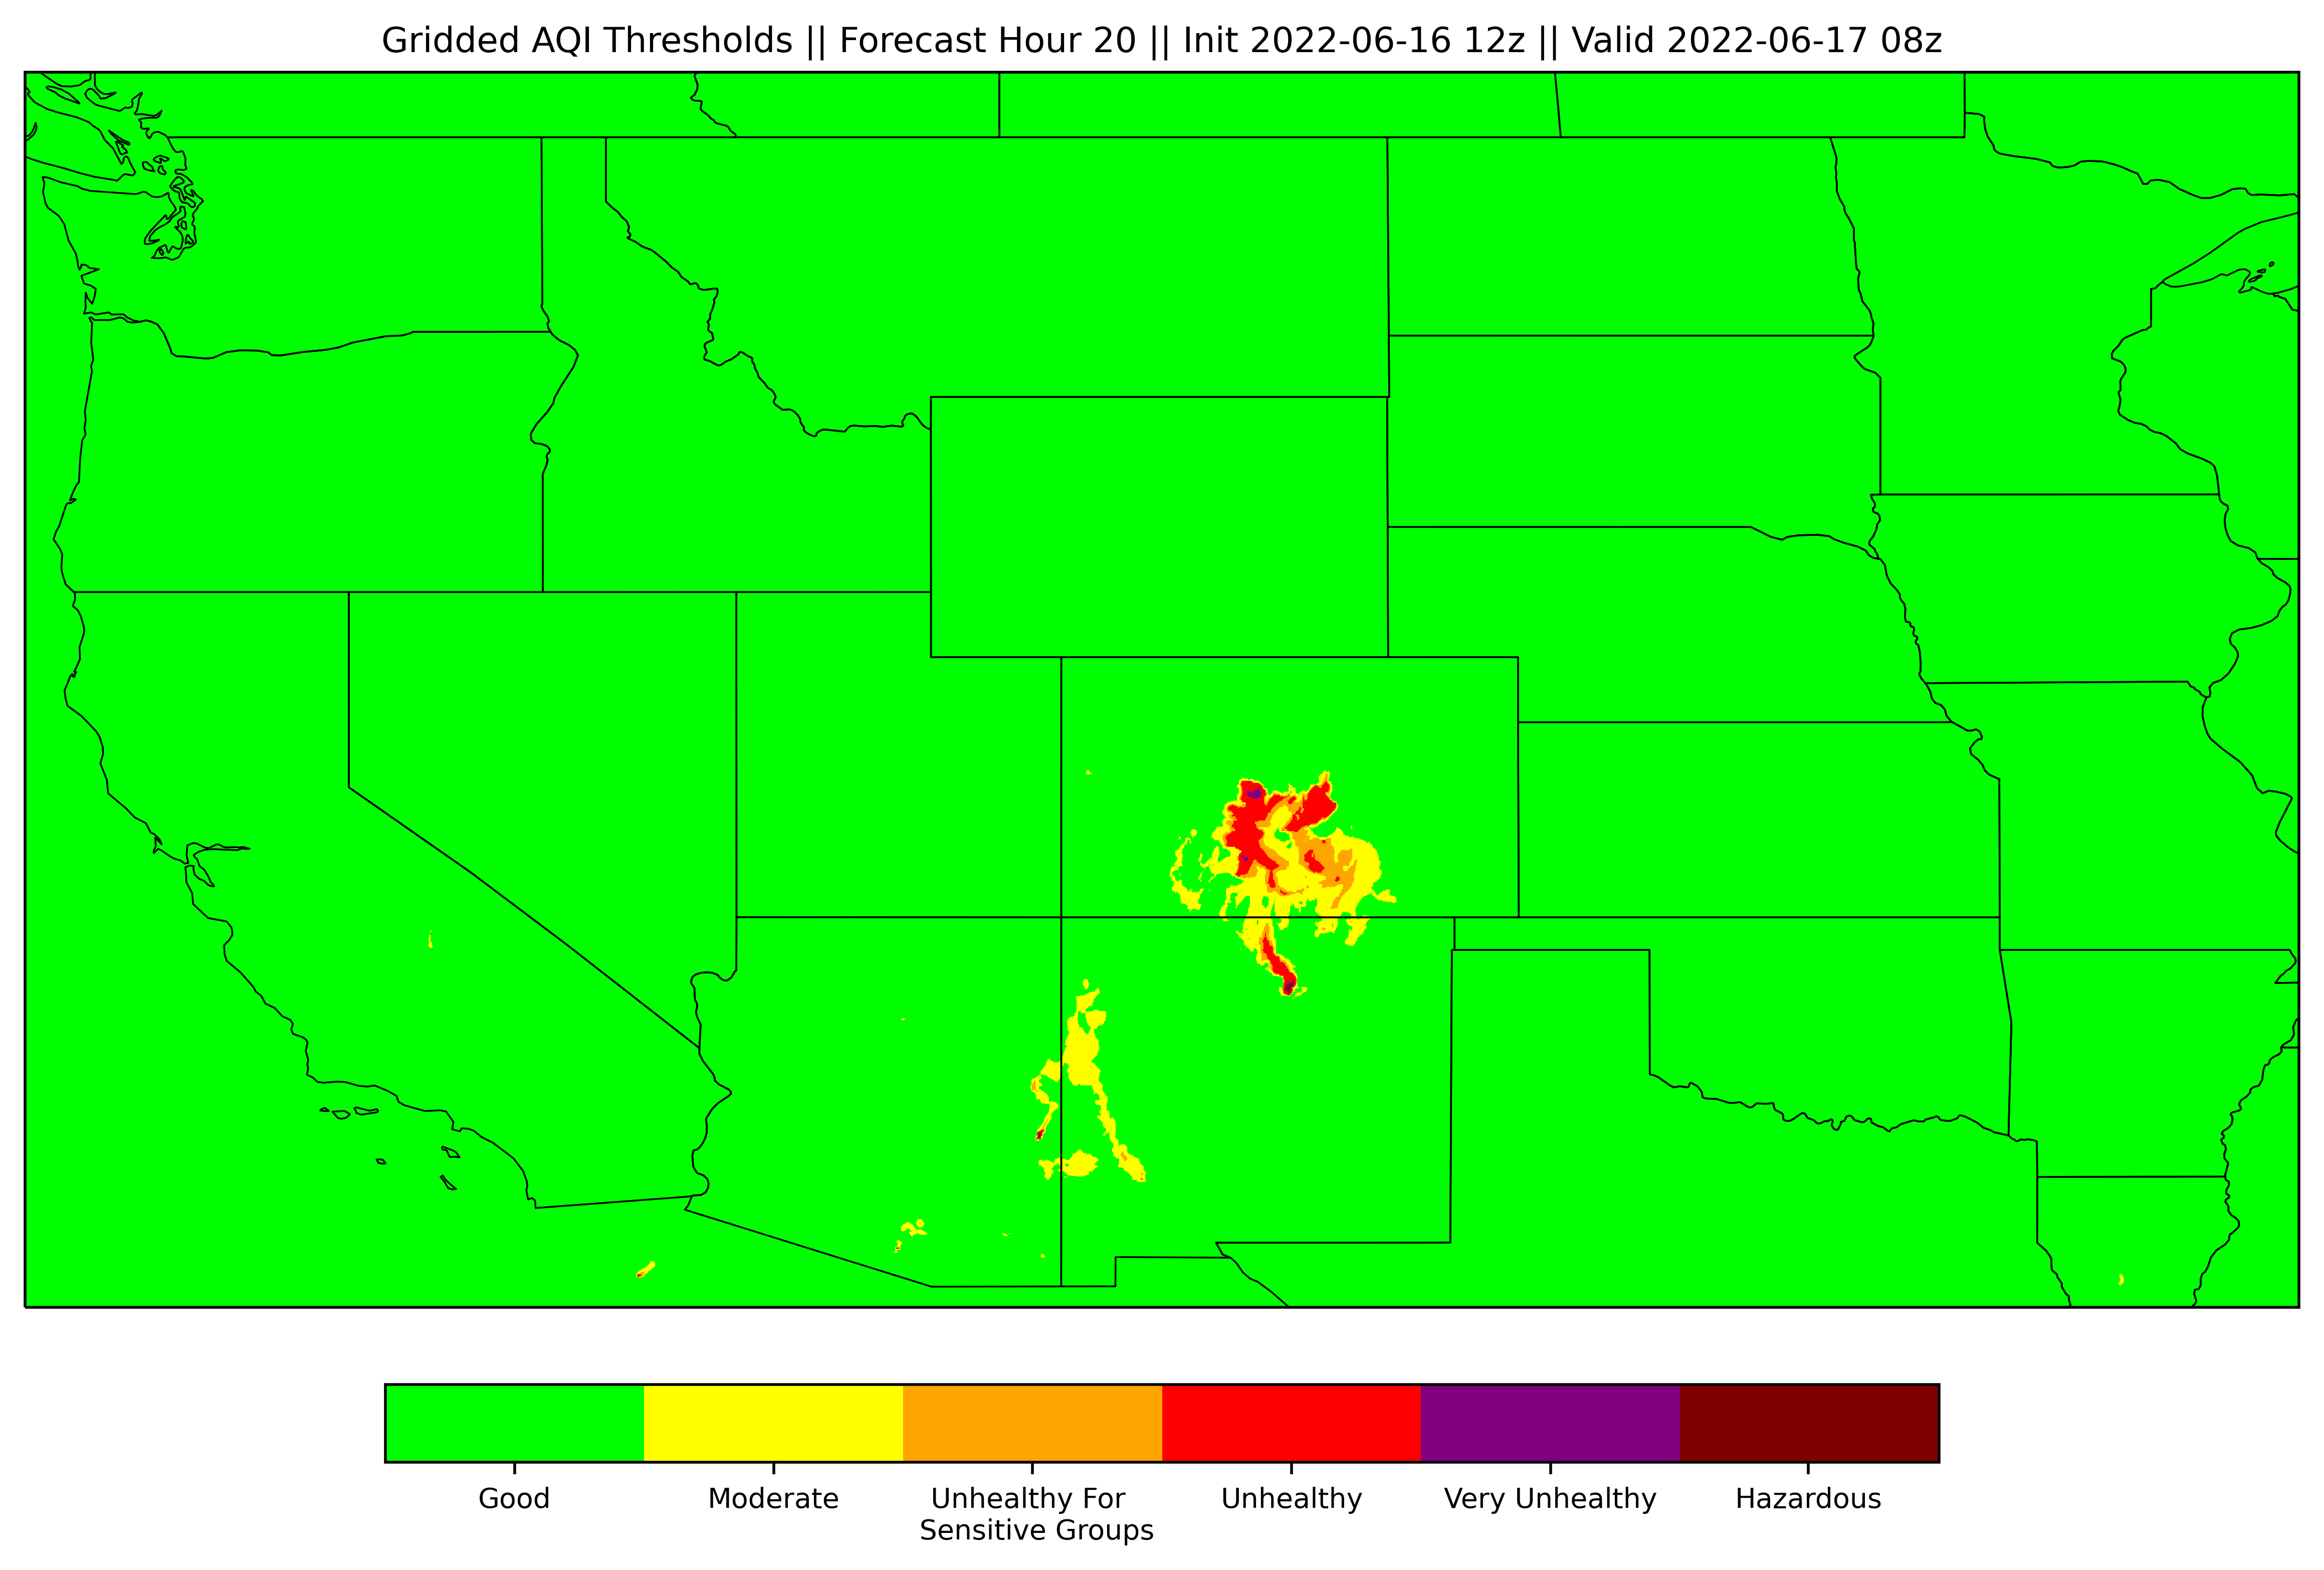 Gridded AQI Thresholds || Forecast Hour 20 || Init 2022-06-16 12z || Valid 2022-06-17 08z
Good
Moderate
Unhealthy For
Sensitive Groups
Unhealthy
Very Unhealthy
Hazardous